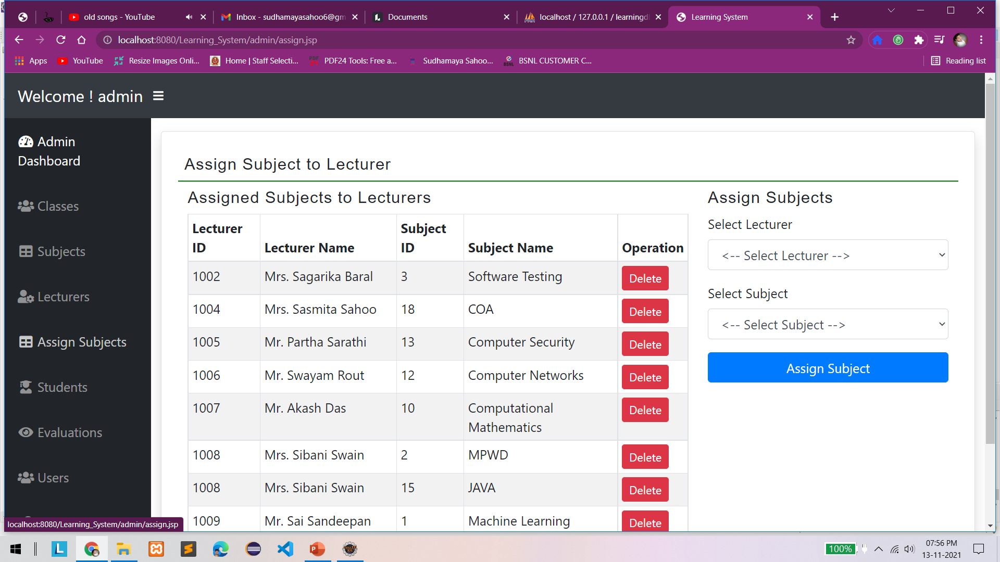 old songs - YouTube
Inbox - sudhamayasahoo6@gm
Documents
localhost / 127.0.0.1 / learningdl
Learning System
localhost:8080/Learning_System/admin/assign.jsp
Apps
YouTube
Resize Images Onli...
Home | Staff Selecti...
PDF24 Tools: Free a...
Sudhamaya Sahoo...
BSNL CUSTOMER C...
Reading list
Welcome ! admin
Admin
Dashboard
Classes
Subjects
Lecturers
Assign Subjects
Students
Evaluations
Users
localhost:8080/Learning_System/admin/assign.jsp
Assign Subject to Lecturer
Assigned Subjects to Lecturers
Lecturer ID Lecturer Name Subject ID Subject Name Operation
1002 Mrs. Sagarika Baral 3 Software Testing Delete
1004 Mrs. Sasmita Sahoo 18 COA Delete
1005 Mr. Partha Sarathi 13 Computer Security Delete
1006 Mr. Swayam Rout 12 Computer Networks Delete
1007 Mr. Akash Das 10 Computational Mathematics Delete
1008 Mrs. Sibani Swain 2 MPWD Delete
1008 Mrs. Sibani Swain 15 JAVA Delete
1009 Mr. Sai Sandeepan 1 Machine Learning Delete
Assign Subjects
Select Lecturer
<-- Select Lecturer -->
Select Subject
<-- Select Subject -->
Assign Subject
100%
07:56 PM
13-11-2021